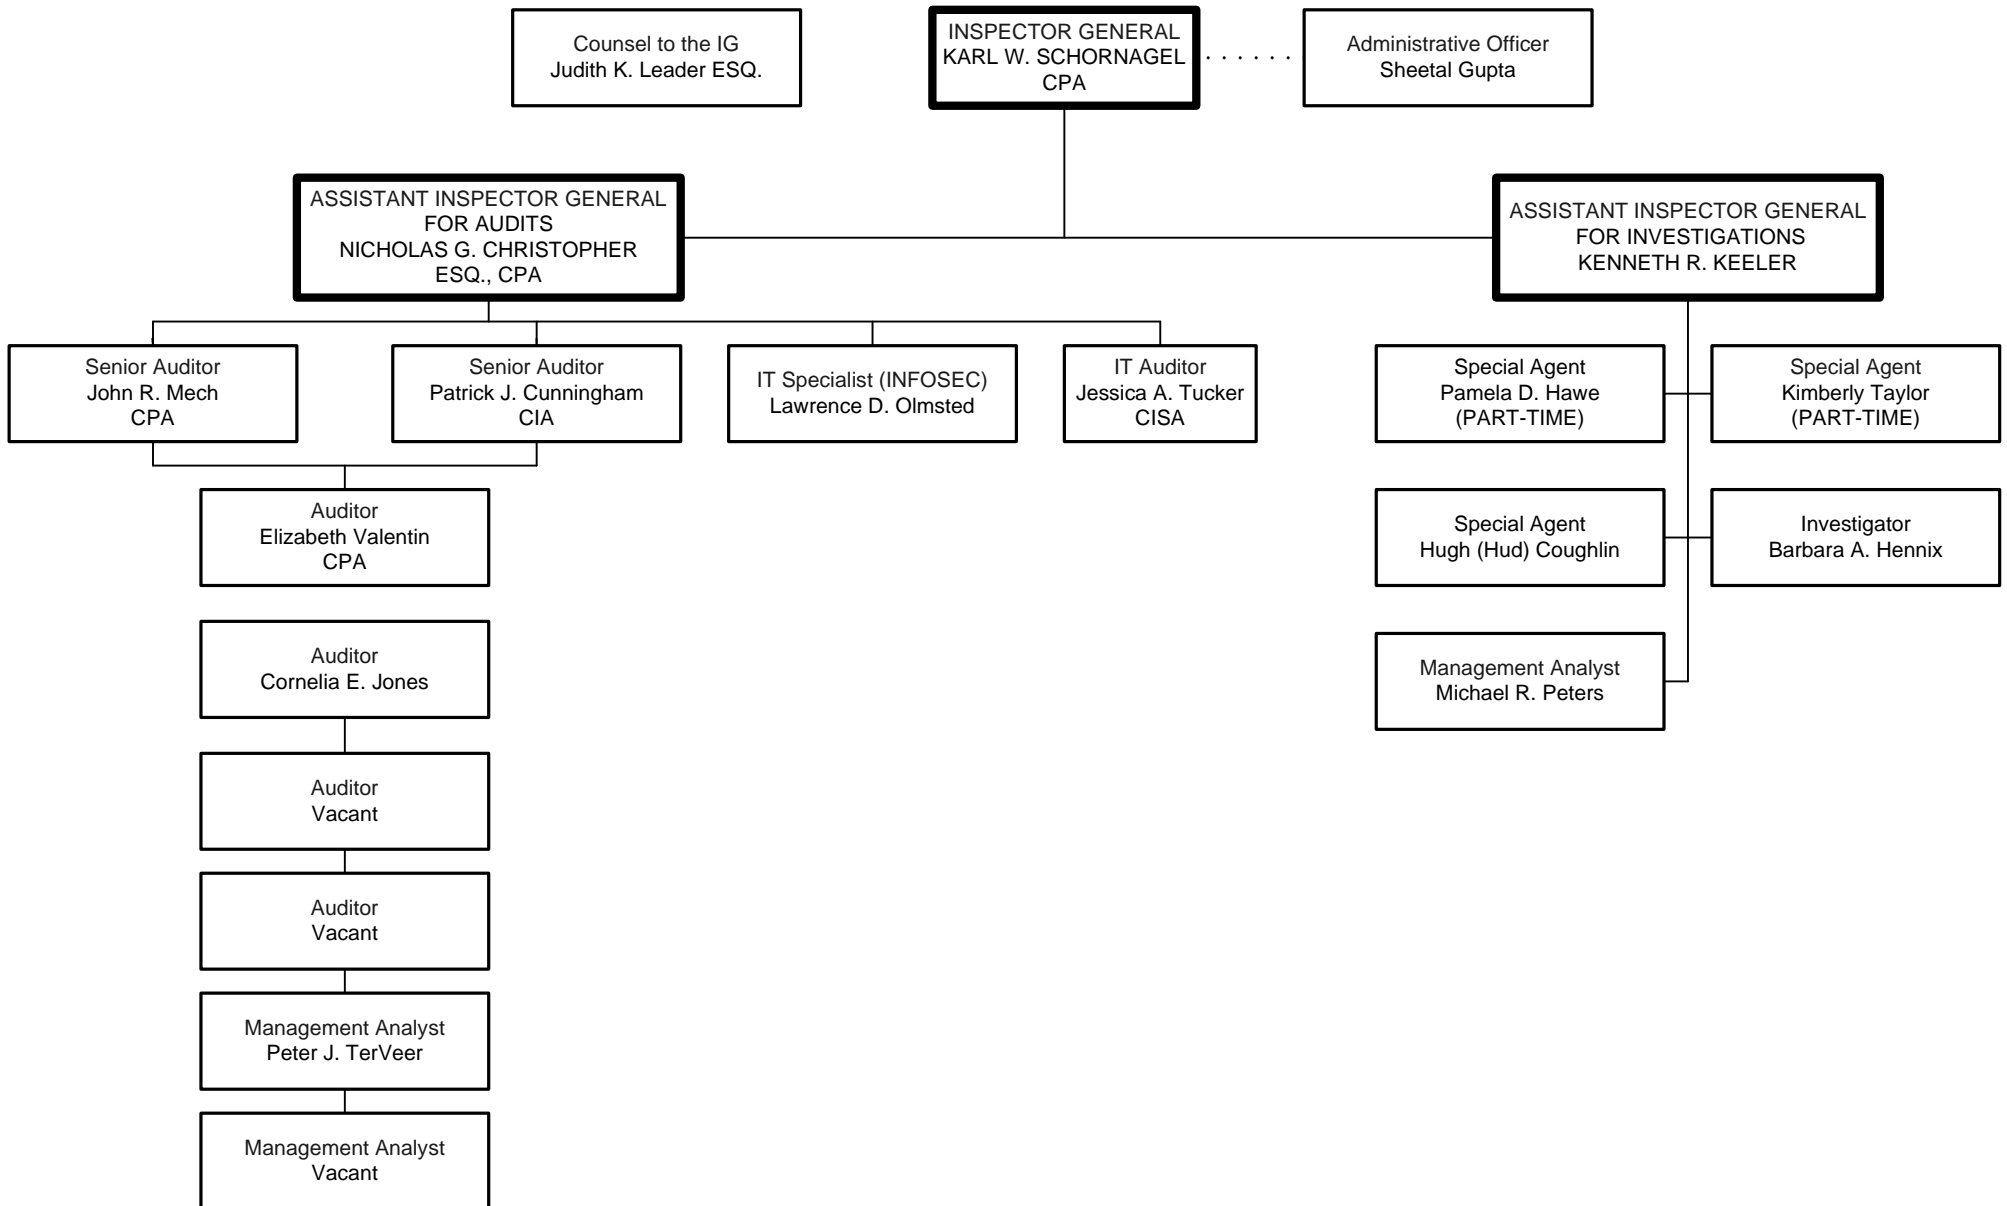 Counsel to the IG
Judith K. Leader ESQ.
INSPECTOR GENERAL
KARL W. SCHORNAGEL
CPA
Administrative Officer
Sheetal Gupta
ASSISTANT INSPECTOR GENERAL
FOR AUDITS
NICHOLAS G. CHRISTOPHER
ESQ., CPA
ASSISTANT INSPECTOR GENERAL
FOR INVESTIGATIONS
KENNETH R. KEELER
Senior Auditor
John R. Mech
CPA
Senior Auditor
Patrick J. Cunningham
CIA
IT Specialist (INFOSEC)
Lawrence D. Olmsted
IT Auditor
Jessica A. Tucker
CISA
Special Agent
Pamela D. Hawe
(PART-TIME)
Special Agent
Kimberly Taylor
(PART-TIME)
Auditor
Elizabeth Valentin
CPA
Special Agent
Hugh (Hud) Coughlin
Investigator
Barbara A. Hennix
Auditor
Cornelia E. Jones
Management Analyst
Michael R. Peters
Auditor
Vacant
Auditor
Vacant
Management Analyst
Peter J. TerVeer
Management Analyst
Vacant